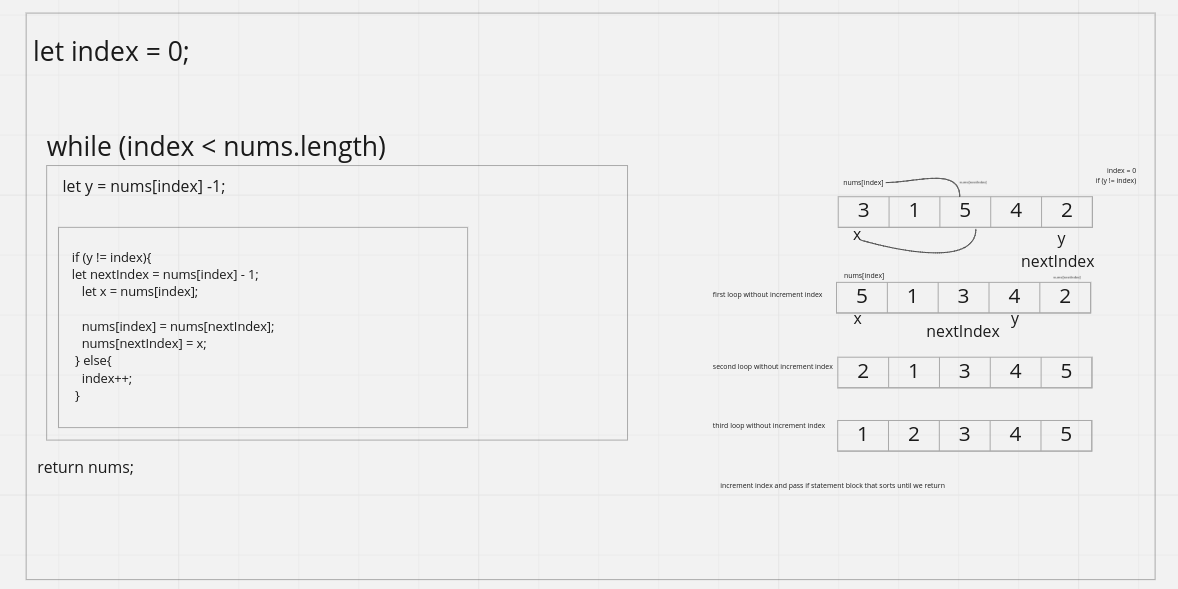 let index = 0;
while (index < nums.length)
let y = nums[index] -1;
if (y != index){
let nextIndex = nums[index] - 1;
let x = nums[index];
nums[index] = nums[nextIndex];
nums[nextIndex] = x;
} else{
index++;
}
return nums;
index = 0
if (y != index)
nums[index]
nums[nextIndex]
3 1 5 4 2
x
y
nextIndex
nums[index]
nums[nextIndex]
first loop without increment index
5 1 3 4 2
x
y
nextIndex
second loop without increment index
2 1 3 4 5
third loop without increment index
1 2 3 4 5
increment index and pass if statement block that sorts until we return